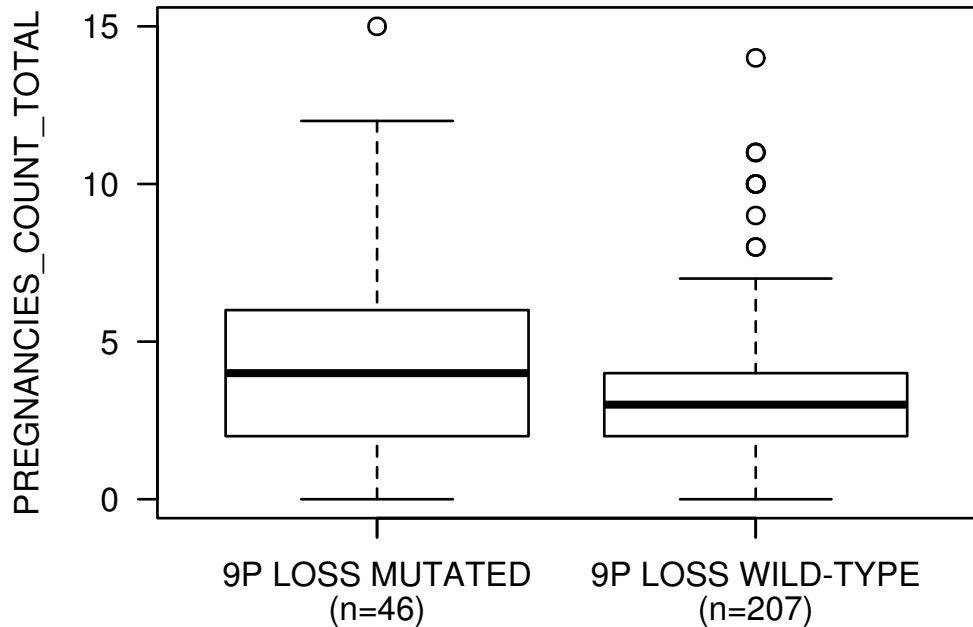 PREGNANCIES_COUNT_TOTAL
15
10
5
0
9P LOSS MUTATED
(n=46)
9P LOSS WILD-TYPE
(n=207)